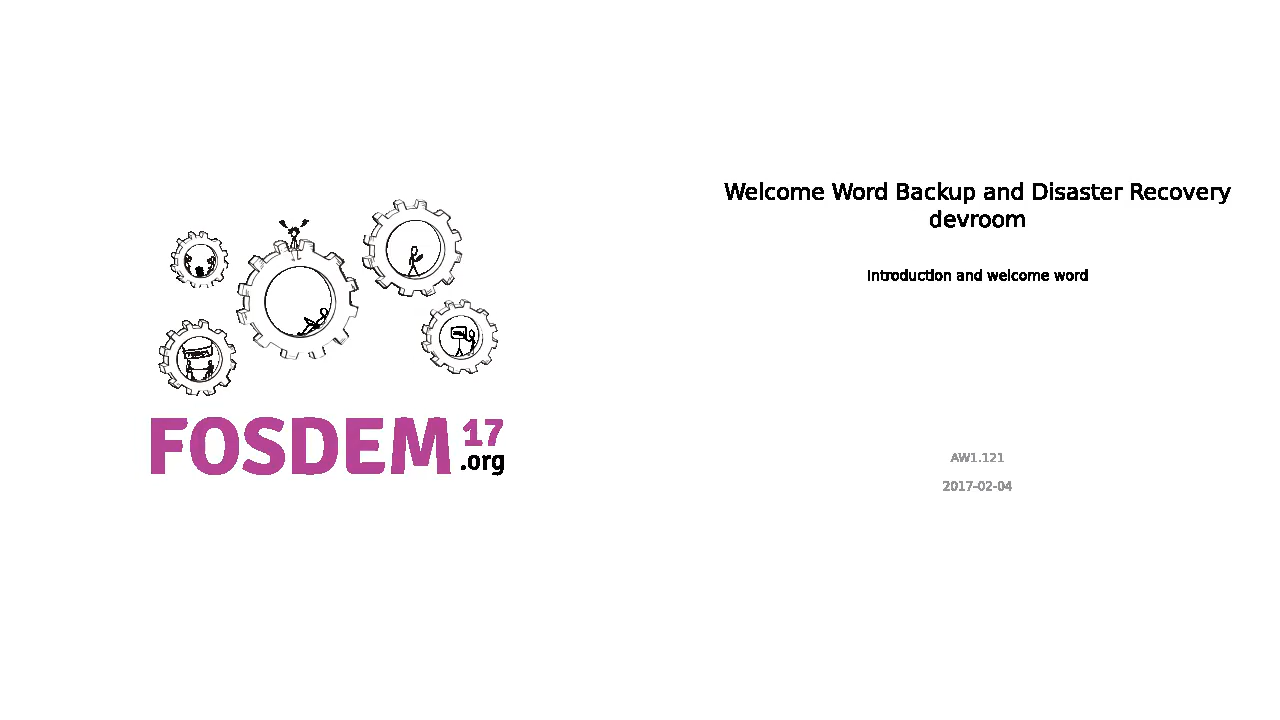 FOSDEM 17
.org
Welcome Word Backup and Disaster Recovery
devroom
Introduction and welcome word
AW1.121
2017-02-04